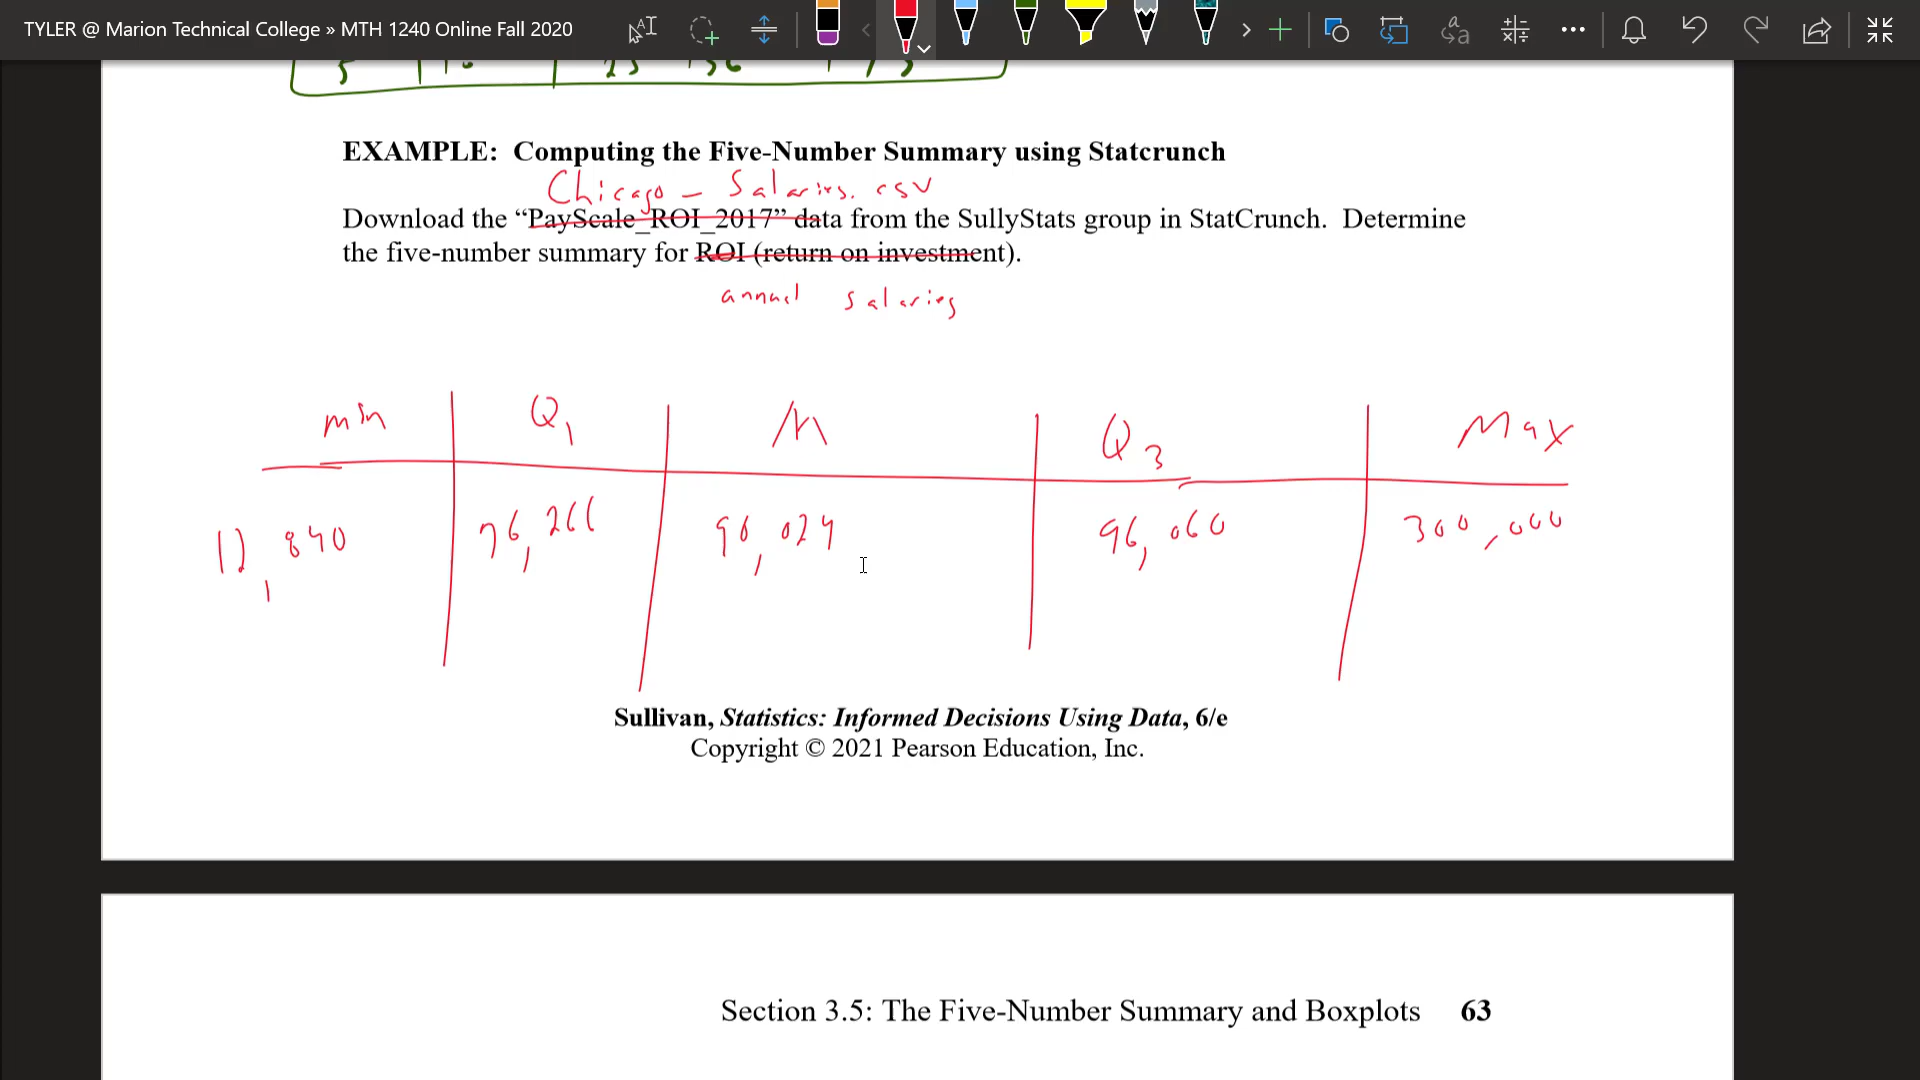 TYLER @ Marion Technical College » MTH 1240 Online Fall 2020
EXAMPLE: Computing the Five-Number Summary using Statcrunch
Chicago - Salaries.csv
Download the “PayScale_ROI_2017” data from the SullyStats group in StatCrunch. Determine
the five-number summary for ROI (return on investment).
annual salaries
min Q1 M Q3 Max
12,840 76,266 90,024 96,060 300,000
Sullivan, Statistics: Informed Decisions Using Data, 6/e
Copyright © 2021 Pearson Education, Inc.
Section 3.5: The Five-Number Summary and Boxplots 63